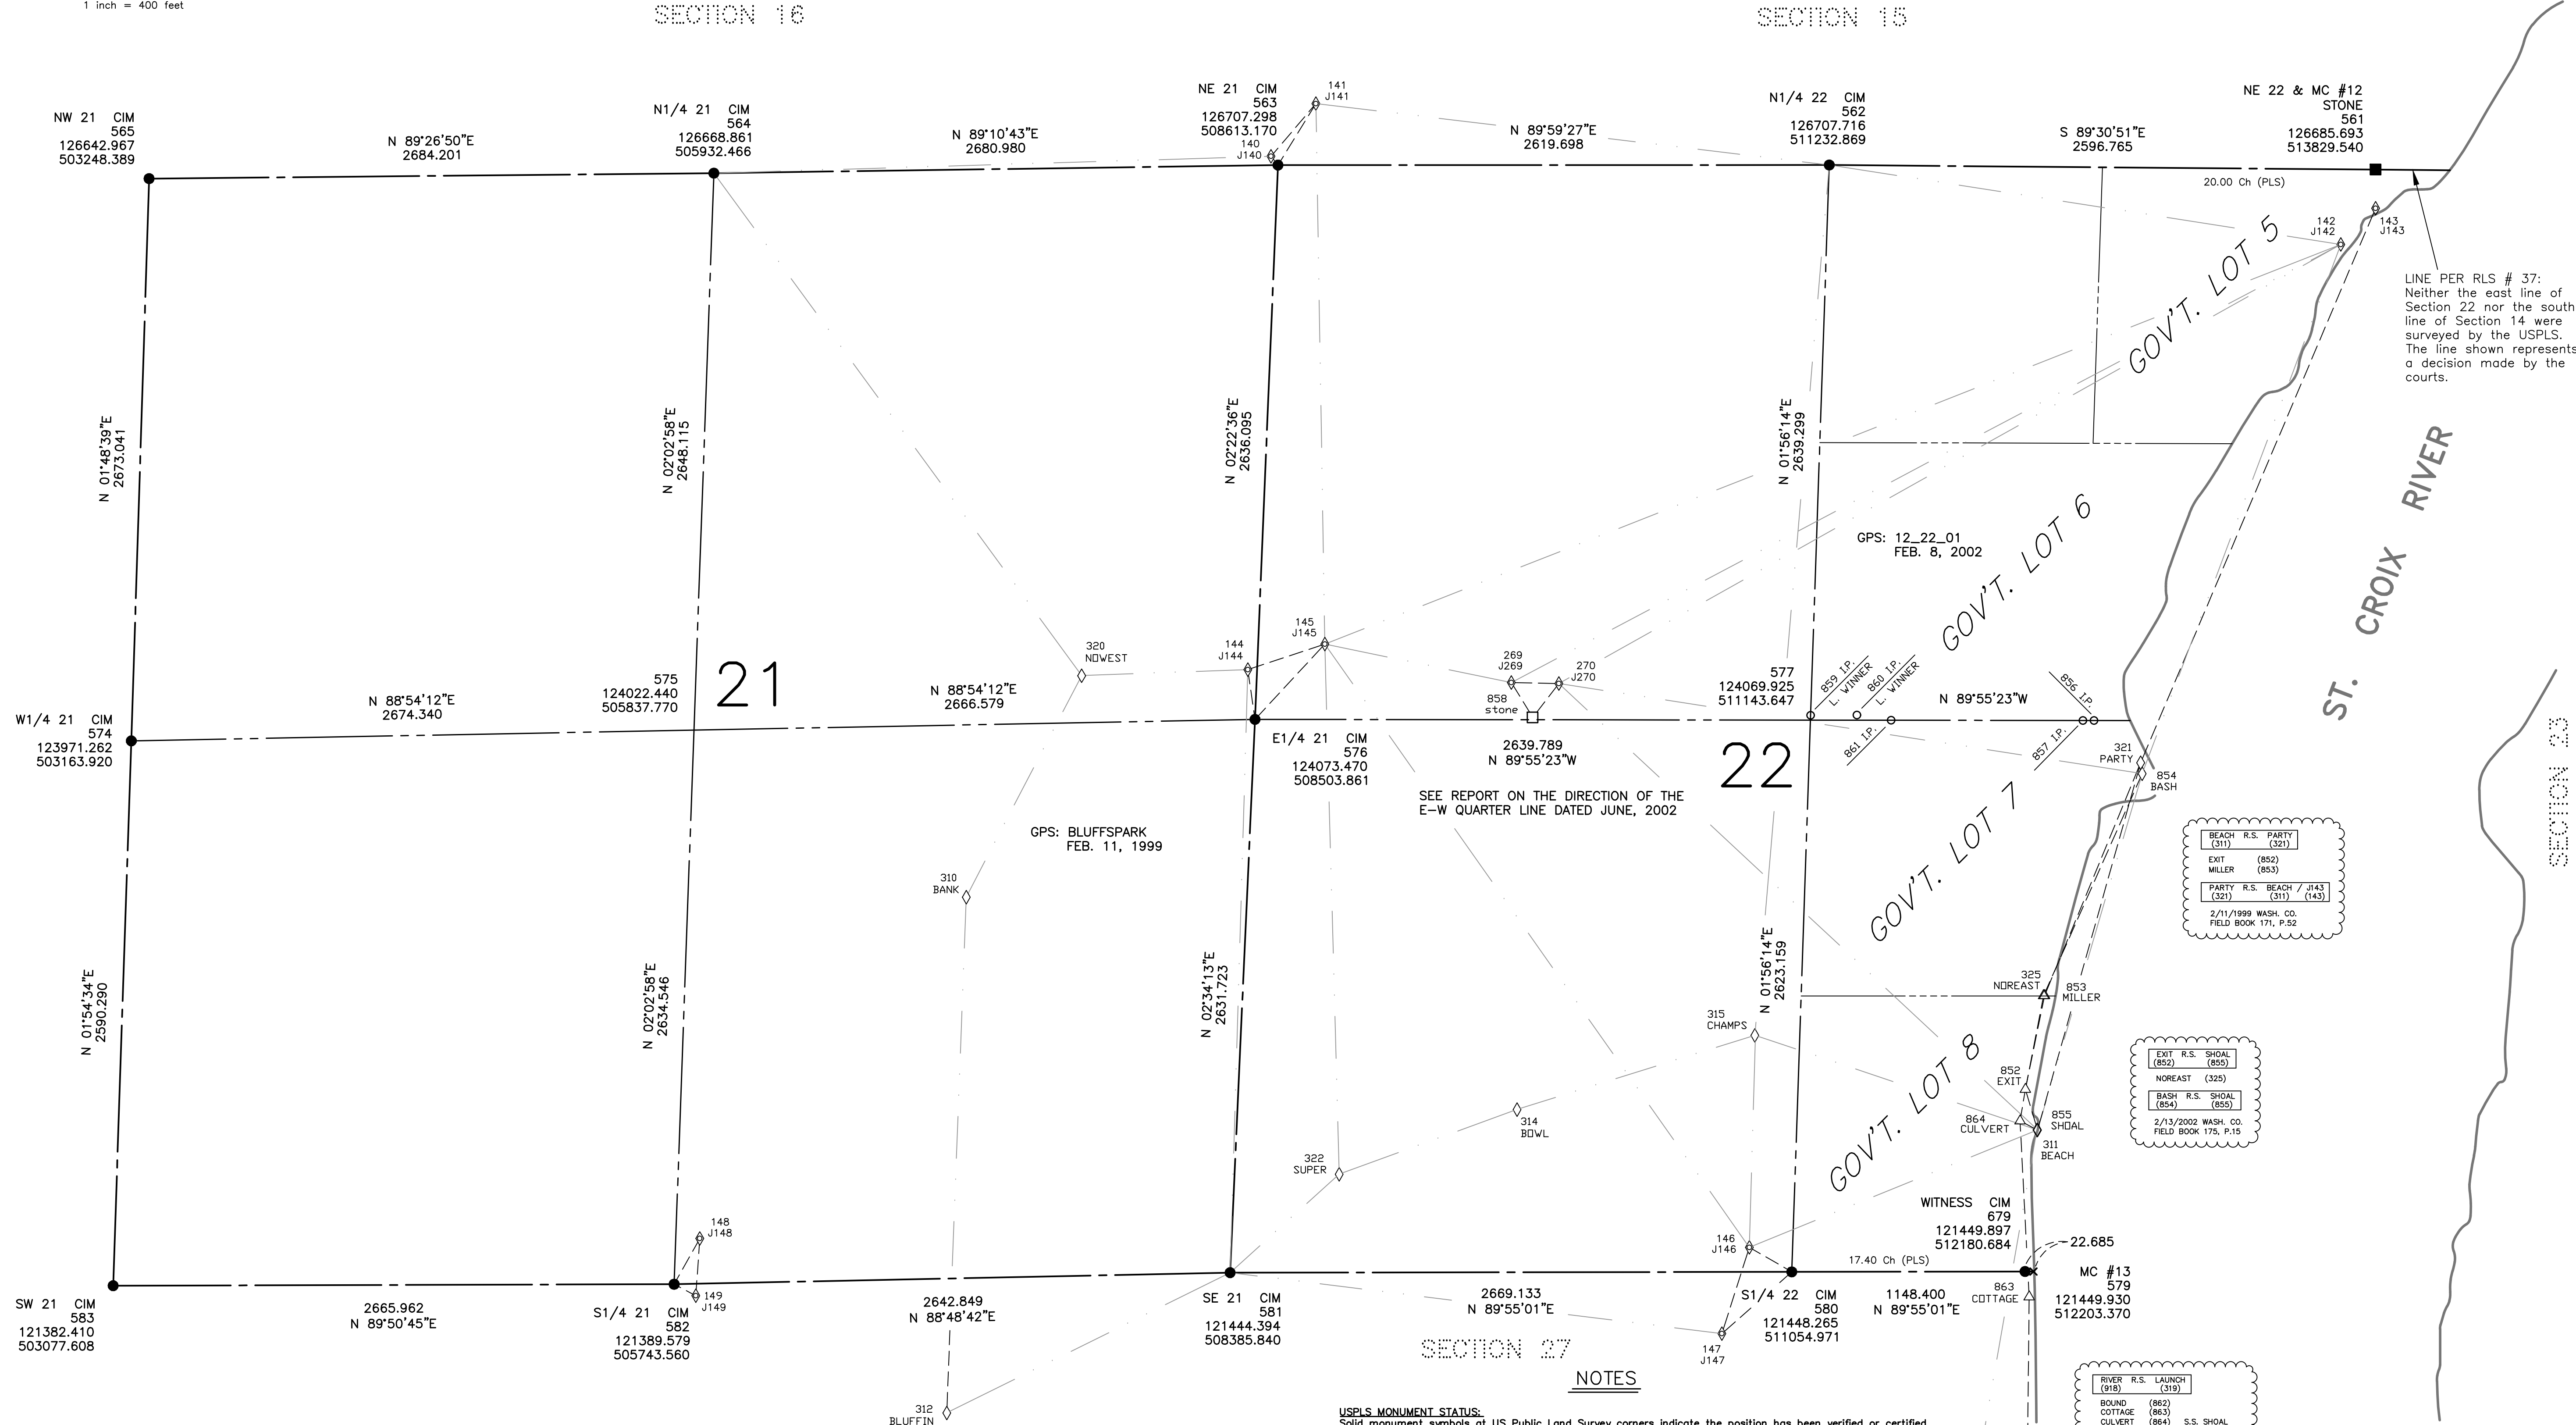 1 inch = 400 feet
SECTION 16
SECTION 15
NW 21 CIM
565
126642.967
503248.389
N 89°26'50"E
2684.201
N1/4 21 CIM
564
126668.861
505932.466
N 89°10'43"E
2680.980
NE 21 CIM
563
126707.298
508613.170
140
J140
141
J141
N 89°59'27"E
2619.698
N1/4 22 CIM
562
126707.716
511232.869
S 89°30'51"E
2596.765
NE 22 & MC #12
STONE
561
126685.693
513829.540
20.00 Ch (PLS)
142
J142
143
J143
GOV'T. LOT 5
LINE PER RLS # 37:
Neither the east line of
Section 22 nor the south
line of Section 14 were
surveyed by the USPLS.
The line shown represents
a decision made by the
courts.
N 01°48'39"E
2673.041
N 02°02'58"E
2648.115
N 02°22'36"E
2636.095
N 01°56'14"E
2639.299
ST. CROIX RIVER
GPS: 12_22_01
FEB. 8, 2002
GOV'T. LOT 6
W1/4 21 CIM
574
123971.262
503163.920
N 88°54'12"E
2674.340
575
124022.440
505837.770
21
N 88°54'12"E
2666.579
320
NOWEST
144
J144
145
J145
269
J269
270
J270
858
stone
577
124069.925
511143.647
859 I.P.
L. WINNER
860 I.P.
L. WINNER
861 I.P.
N 89°55'23"W
856 I.P.
857 I.P.
321
PARTY
854
BASH
E1/4 21 CIM
576
124073.470
508503.861
2639.789
N 89°55'23"W
22
SEE REPORT ON THE DIRECTION OF THE
E-W QUARTER LINE DATED JUNE, 2002
SECTION 23
GPS: BLUFFSPARK
FEB. 11, 1999
310
BANK
GOV'T. LOT 7
BEACH R.S. PARTY
(311) (321)
EXIT (852)
MILLER (853)
PARTY R.S. BEACH / J143
(321) (311) (143)
2/11/1999 WASH. CO.
FIELD BOOK 171, P.52
N 01°54'34"E
2590.290
N 02°02'58"E
2634.546
N 02°34'13"E
2631.723
N 01°56'14"E
2623.159
325
NOREAST
853
MILLER
315
CHAMPS
GOV'T. LOT 8
852
EXIT
864
CULVERT
855
SHOAL
311
BEACH
EXIT R.S. SHOAL
(852) (855)
NOREAST (325)
BASH R.S. SHOAL
(854) (855)
2/13/2002 WASH. CO.
FIELD BOOK 175, P.15
314
BOWL
322
SUPER
148
J148
149
J149
146
J146
147
J147
WITNESS CIM
679
121449.897
512180.684
22.685
17.40 Ch (PLS)
MC #13
579
121449.930
512203.370
863
COTTAGE
SW 21 CIM
583
121382.410
503077.608
2665.962
N 89°50'45"E
S1/4 21 CIM
582
121389.579
505743.560
2642.849
N 88°48'42"E
SE 21 CIM
581
121444.394
508385.840
2669.133
N 89°55'01"E
S1/4 22 CIM
580
121448.265
511054.971
1148.400
N 89°55'01"E
SECTION 27
312
BLUFFIN
NOTES
USPLS MONUMENT STATUS:
Solid monument symbols at US Public Land Survey corners indicate the position has been verified or certified
RIVER R.S. LAUNCH
(918) (319)
BOUND (862)
COTTAGE (863)
CULVERT (864) S.S. SHOAL